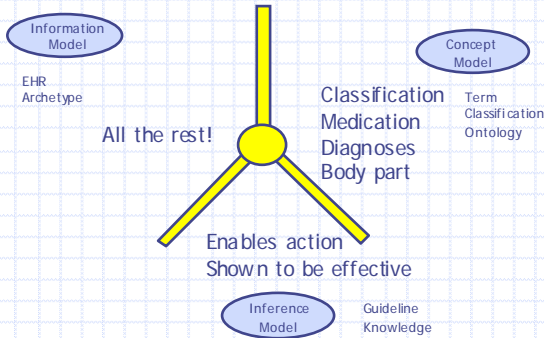 Information
Model
EHR
Archetype
All the rest!
Concept
Model
Classification
Medication
Diagnoses
Body part
Term
Classification
Ontology
Enables action
Shown to be effective
Inference
Model
Guideline
Knowledge